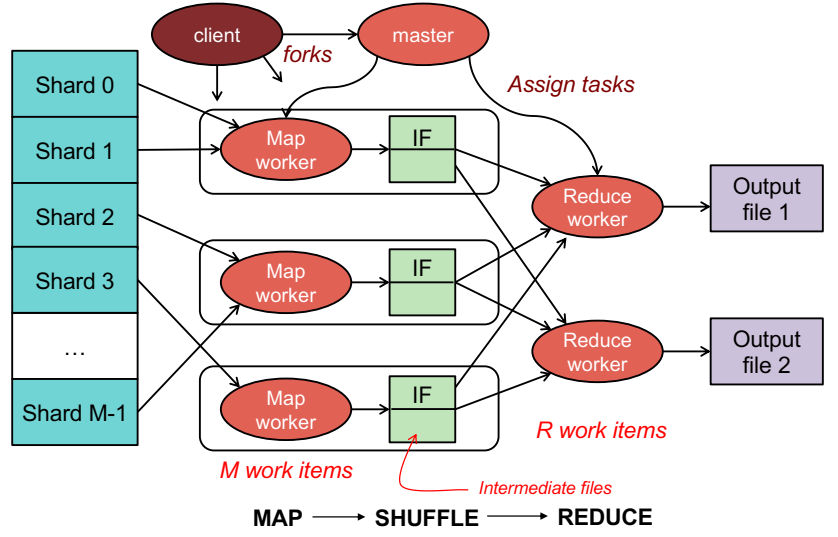 client
forks
master
Assign tasks
Shard 0
Shard 1
Shard 2
Shard 3
...
Shard M-1
Map
worker
IF
Map
worker
IF
Map
worker
IF
Reduce
worker
Reduce
worker
Output
file 1
Output
file 2
M work items
R work items
Intermediate files
MAP
SHUFFLE
REDUCE